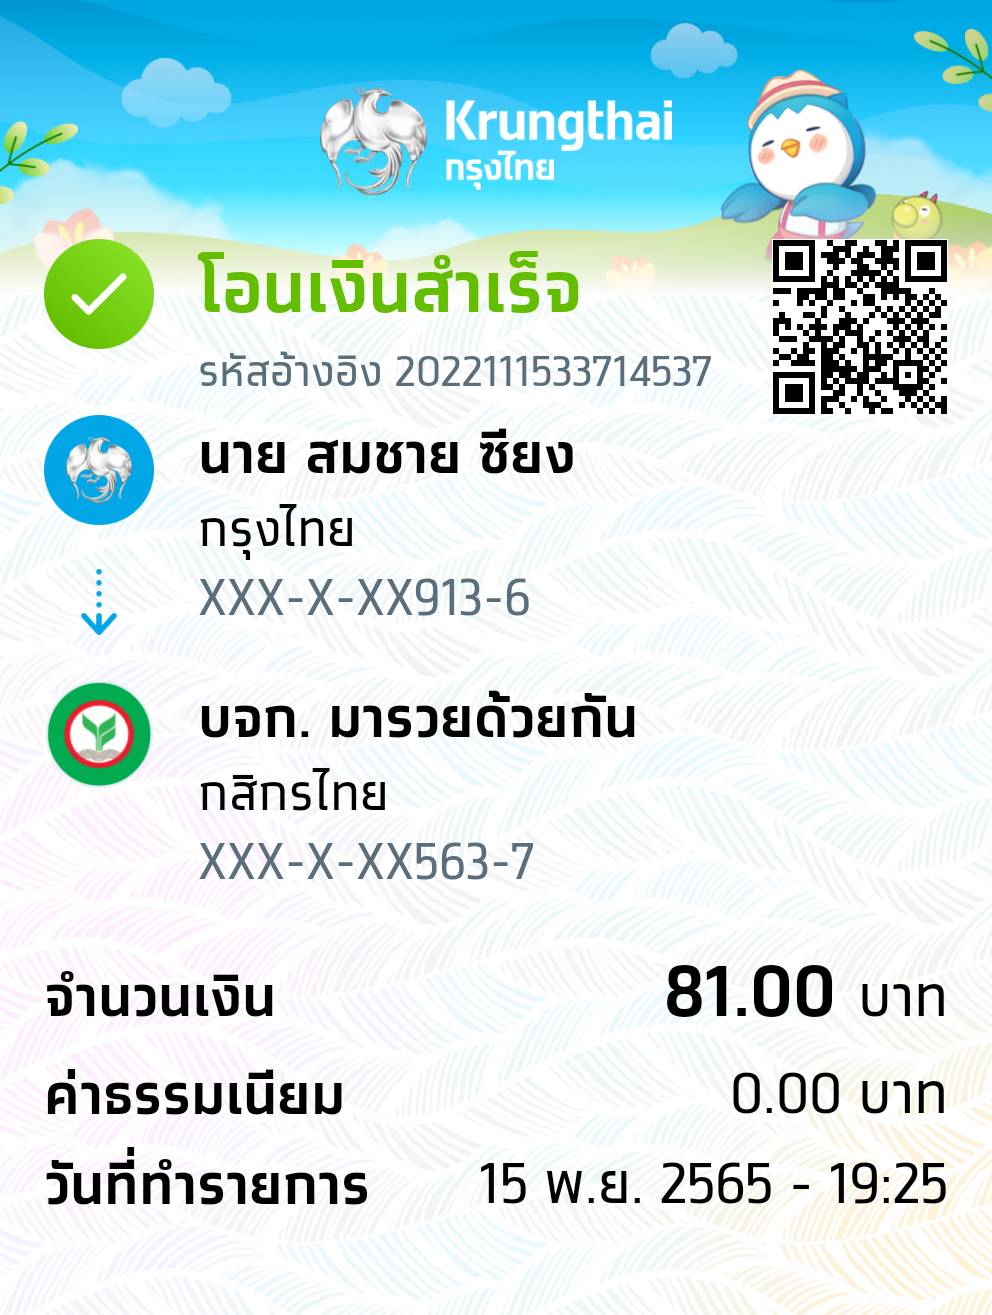 Krungthai
กรุงไทย
โอนเงินสำเร็จ
รหัสอ้างอิง 2022111533714537
นาย สมชาย ซียง
กรุงไทย
XXX-X-XX913-6
บจก. มารวยด้วยกัน
กสิกรไทย
XXX-X-XX563-7
จำนวนเงิน 81.00 บาท
ค่าธรรมเนียม 0.00 บาท
วันที่ทำรายการ 15 พ.ย. 2565 - 19:25